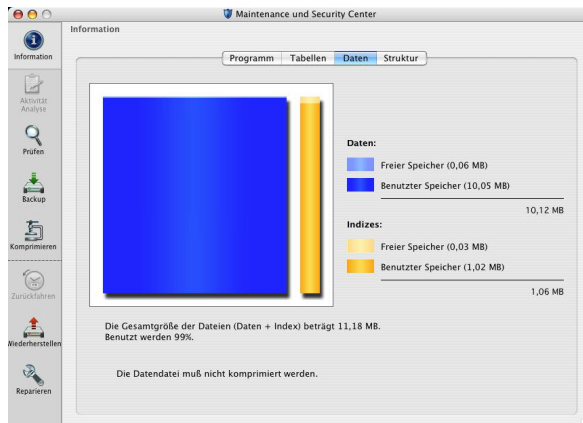 Maintenance und Security Center
Information
Information
Programm Tabellen Daten Struktur
Aktivität
Analyse
Prüfen
Backup
Komprimieren
Zurückfahren
Wiederherstellen
Reparieren
Daten:
Freier Speicher (0,06 MB)
Benutzter Speicher (10,05 MB)
10,12 MB
Indizes:
Freier Speicher (0,03 MB)
Benutzter Speicher (1,02 MB)
1,06 MB
Die Gesamtgröße der Dateien (Daten + Index) beträgt 11,18 MB.
Benutzt werden 99%.
Die Datendatei muß nicht komprimiert werden.